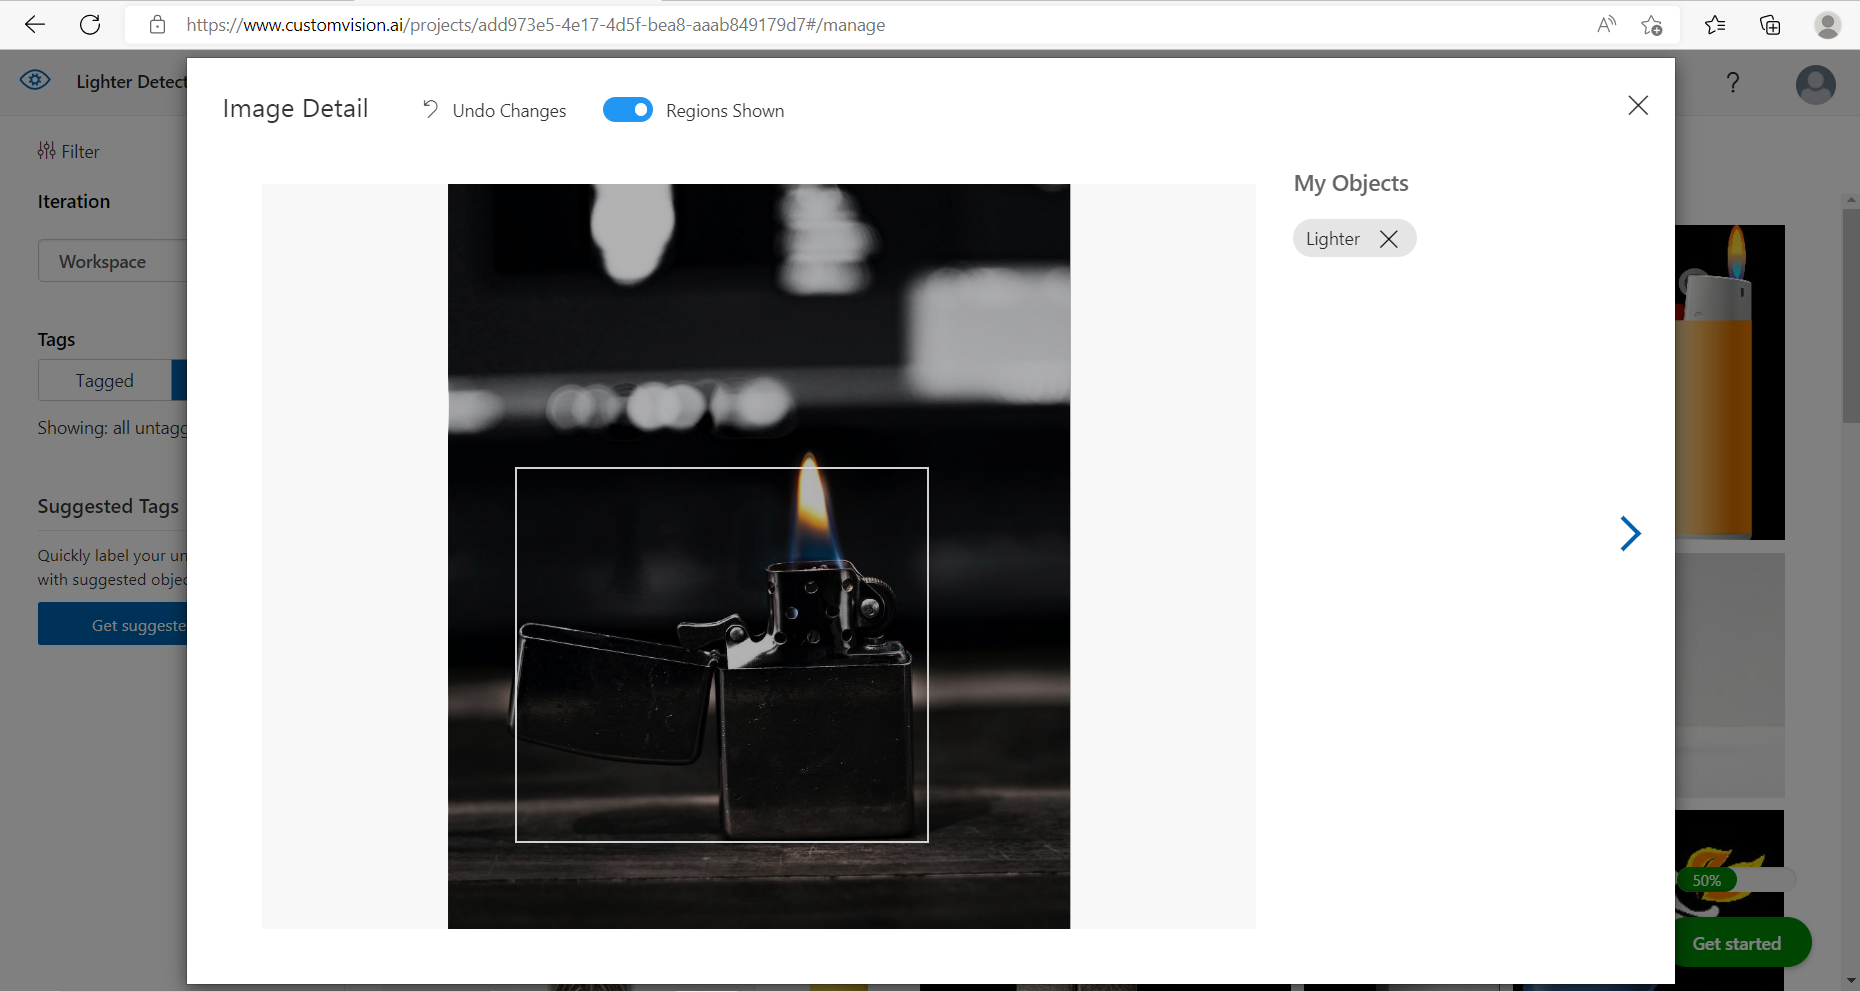 https://www.customvision.ai/projects/add973e5-4e17-4d5f-bea8-aaab849179d7#/manage
Lighter Detect
?
Image Detail
Undo Changes
Regions Shown
Filter
Iteration
Workspace
Tags
Tagged
Showing: all untagg
Suggested Tags
Quickly label your un
with suggested objec
Get suggeste
My Objects
Lighter
50%
Get started